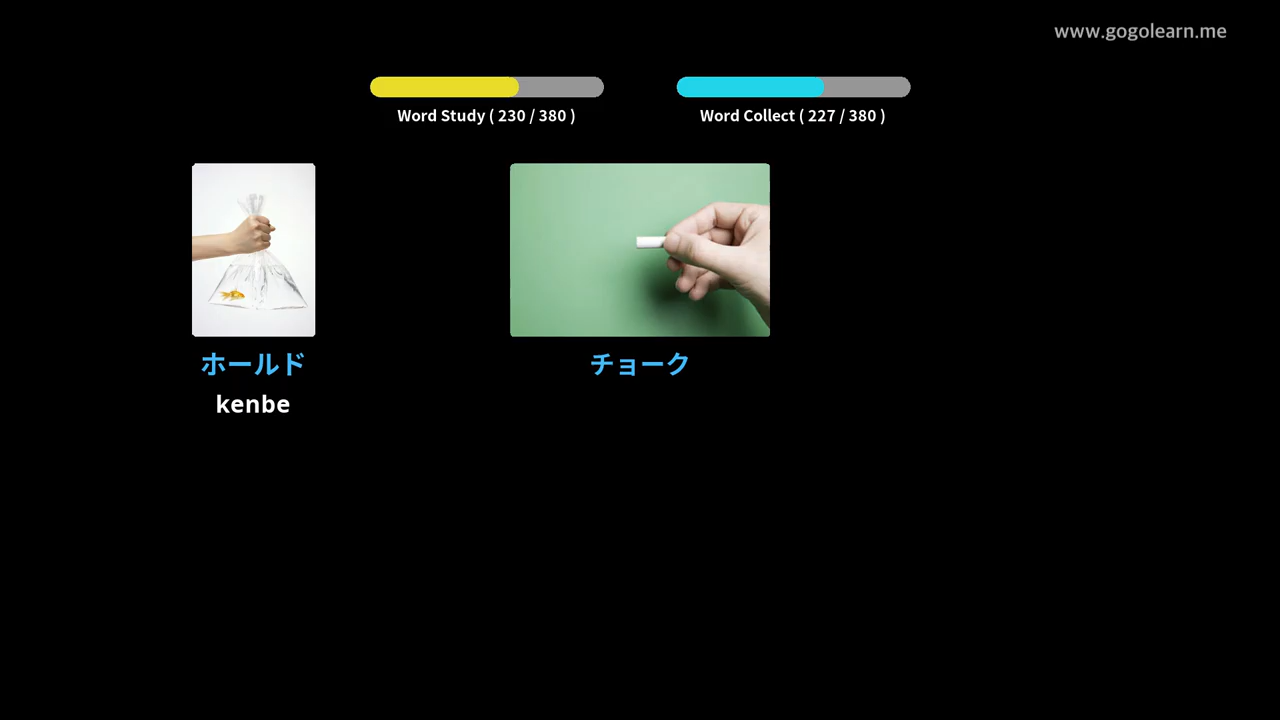 www.gogolearn.me
Word Study ( 230 / 380 )
Word Collect ( 227 / 380 )
ホールド
kenbe
チョーク